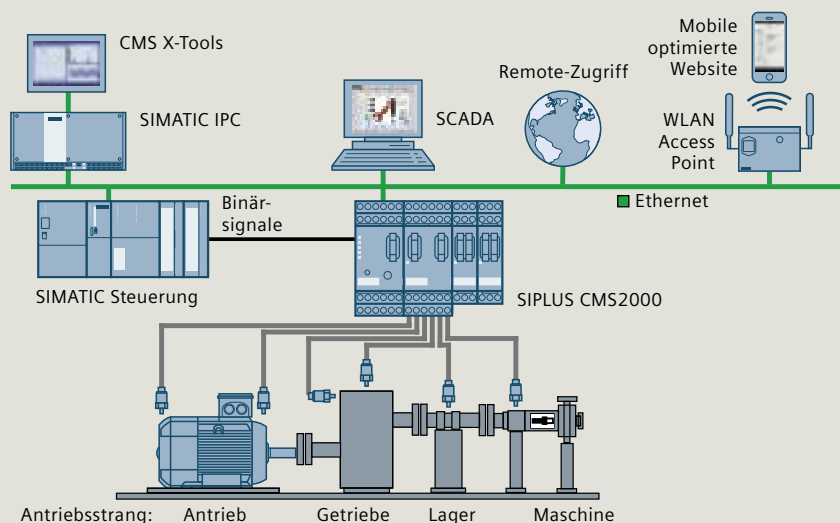 CMS X-Tools
SIMATIC IPC
SCADA
Remote-Zugriff
Mobile
optimierte
Website
WLAN
Access
Point
Ethernet
Binär-
signale
SIMATIC Steuerung
SIPLUS CMS2000
Antriebsstrang: Antrieb Getriebe Lager Maschine